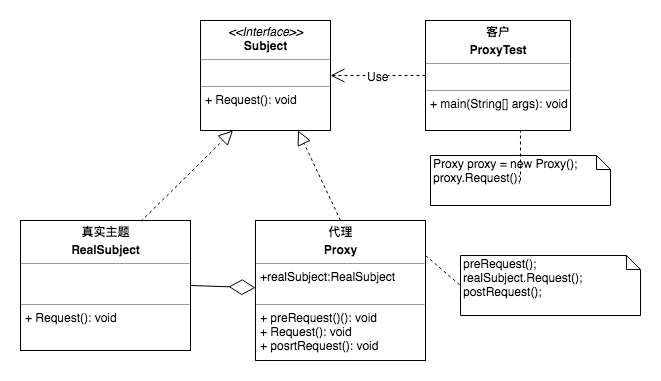 <<Interface>>
Subject
+ Request(): void
客户
ProxyTest
+ main(String[] args): void
Use
Proxy proxy = new Proxy();
proxy.Request();
真实主题
RealSubject
+ Request(): void
代理
Proxy
+realSubject:RealSubject
+ preRequest()(): void
+ Request(): void
+ posrtRequest(): void
preRequest();
realSubject.Request();
postRequest();